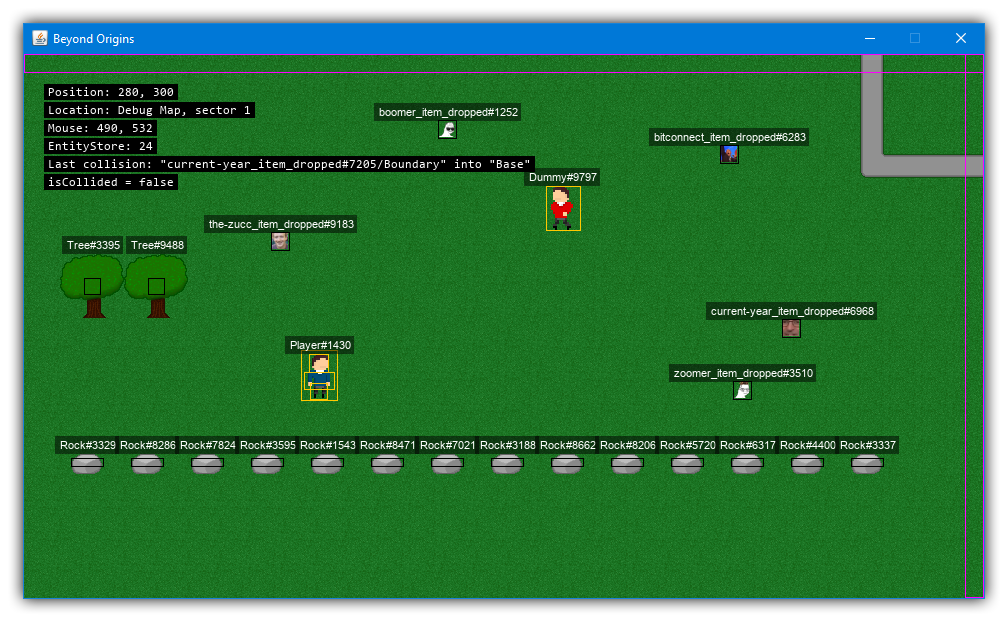 Beyond Origins
Position: 280, 300
Location: Debug Map, sector 1
Mouse: 490, 532
EntityStore: 24
Last collision: "current-year_item_dropped#7205/Boundary" into "Base"
isCollided = false
boomer_item_dropped#1252
bitconnect_item_dropped#6283
Dummy#9797
the-zucc_item_dropped#9183
Tree#3395 Tree#9488
current-year_item_dropped#6968
Player#1430
zoomer_item_dropped#3510
Rock#3329 Rock#8286 Rock#7824 Rock#3595 Rock#1543 Rock#8471 Rock#7021 Rock#3188 Rock#8662 Rock#8206 Rock#5720 Rock#6317 Rock#4400 Rock#3337